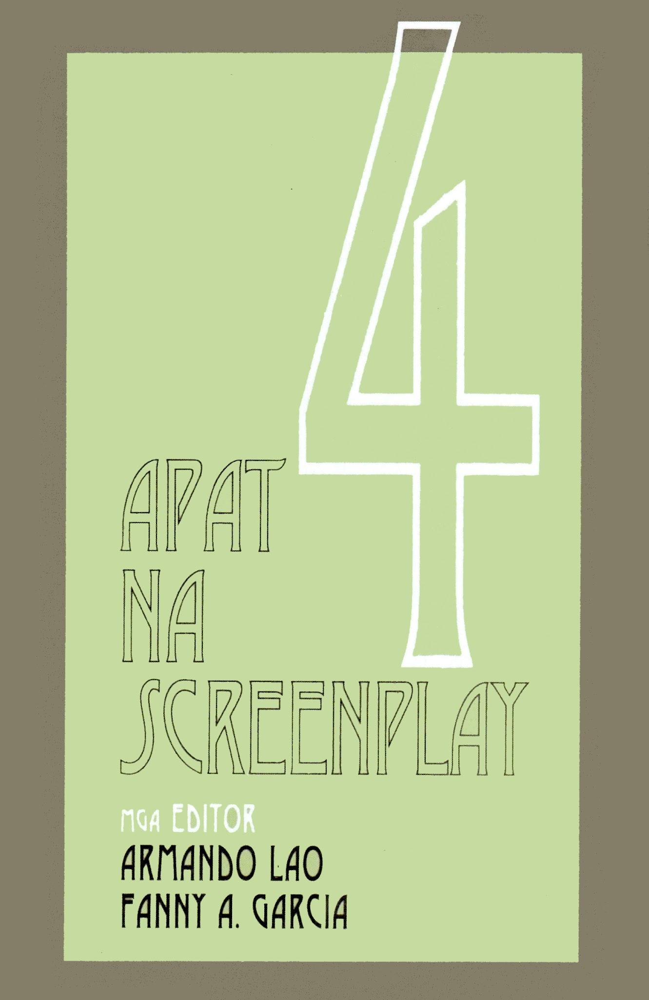 4
APAT
NA
SCREENPLAY
MGA EDITOR
ARMANDO LAO
FANNY A. GARCIA